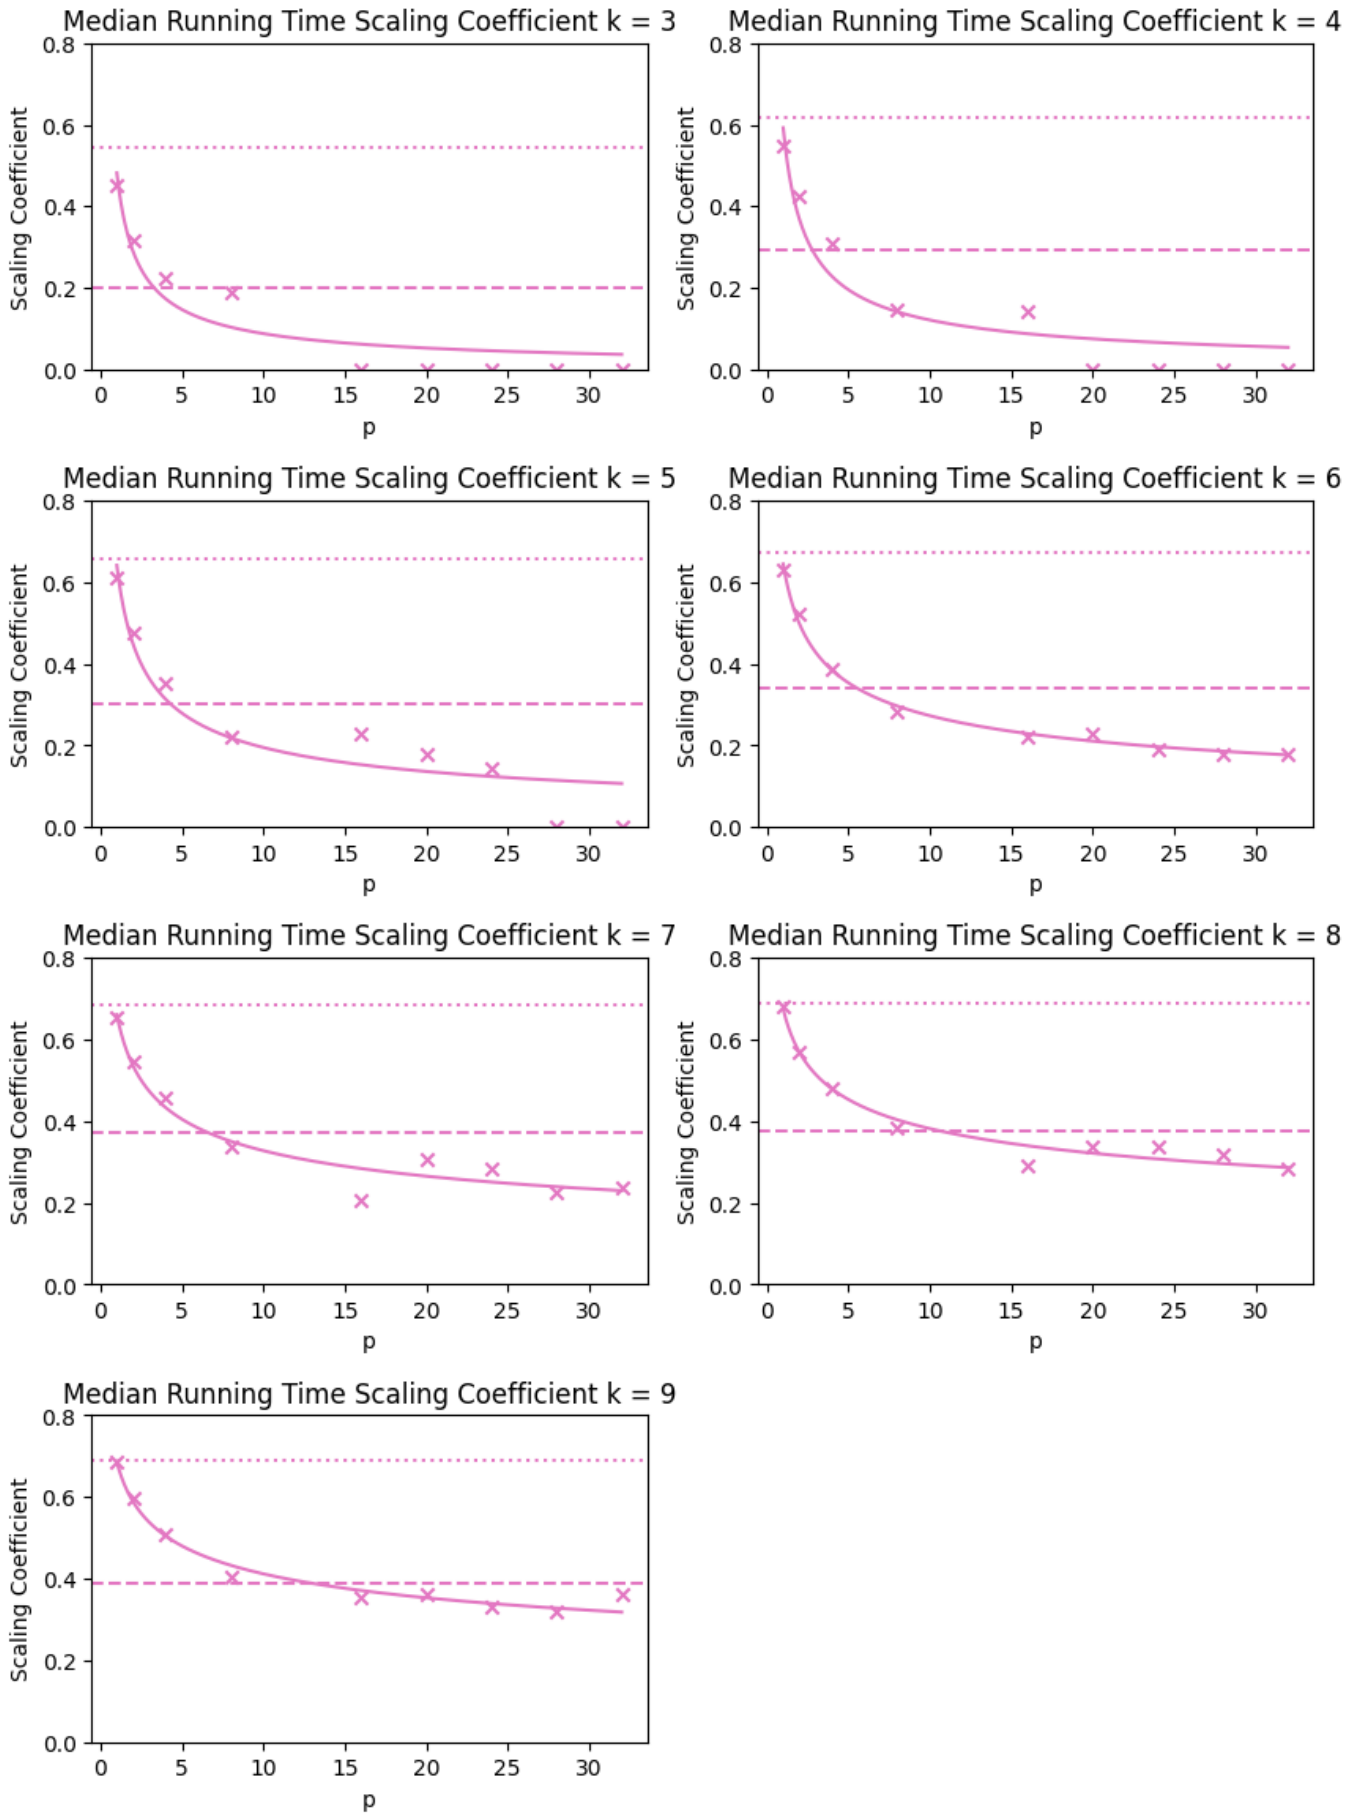 Median Running Time Scaling Coefficient k = 3
Scaling Coefficient
0.8
0.6
0.4
0.2
0.0
0 5 10 15 20 25 30
p
Median Running Time Scaling Coefficient k = 4
Scaling Coefficient
0.8
0.6
0.4
0.2
0.0
0 5 10 15 20 25 30
p
Median Running Time Scaling Coefficient k = 5
Scaling Coefficient
0.8
0.6
0.4
0.2
0.0
0 5 10 15 20 25 30
p
Median Running Time Scaling Coefficient k = 6
Scaling Coefficient
0.8
0.6
0.4
0.2
0.0
0 5 10 15 20 25 30
p
Median Running Time Scaling Coefficient k = 7
Scaling Coefficient
0.8
0.6
0.4
0.2
0.0
0 5 10 15 20 25 30
p
Median Running Time Scaling Coefficient k = 8
Scaling Coefficient
0.8
0.6
0.4
0.2
0.0
0 5 10 15 20 25 30
p
Median Running Time Scaling Coefficient k = 9
Scaling Coefficient
0.8
0.6
0.4
0.2
0.0
0 5 10 15 20 25 30
p